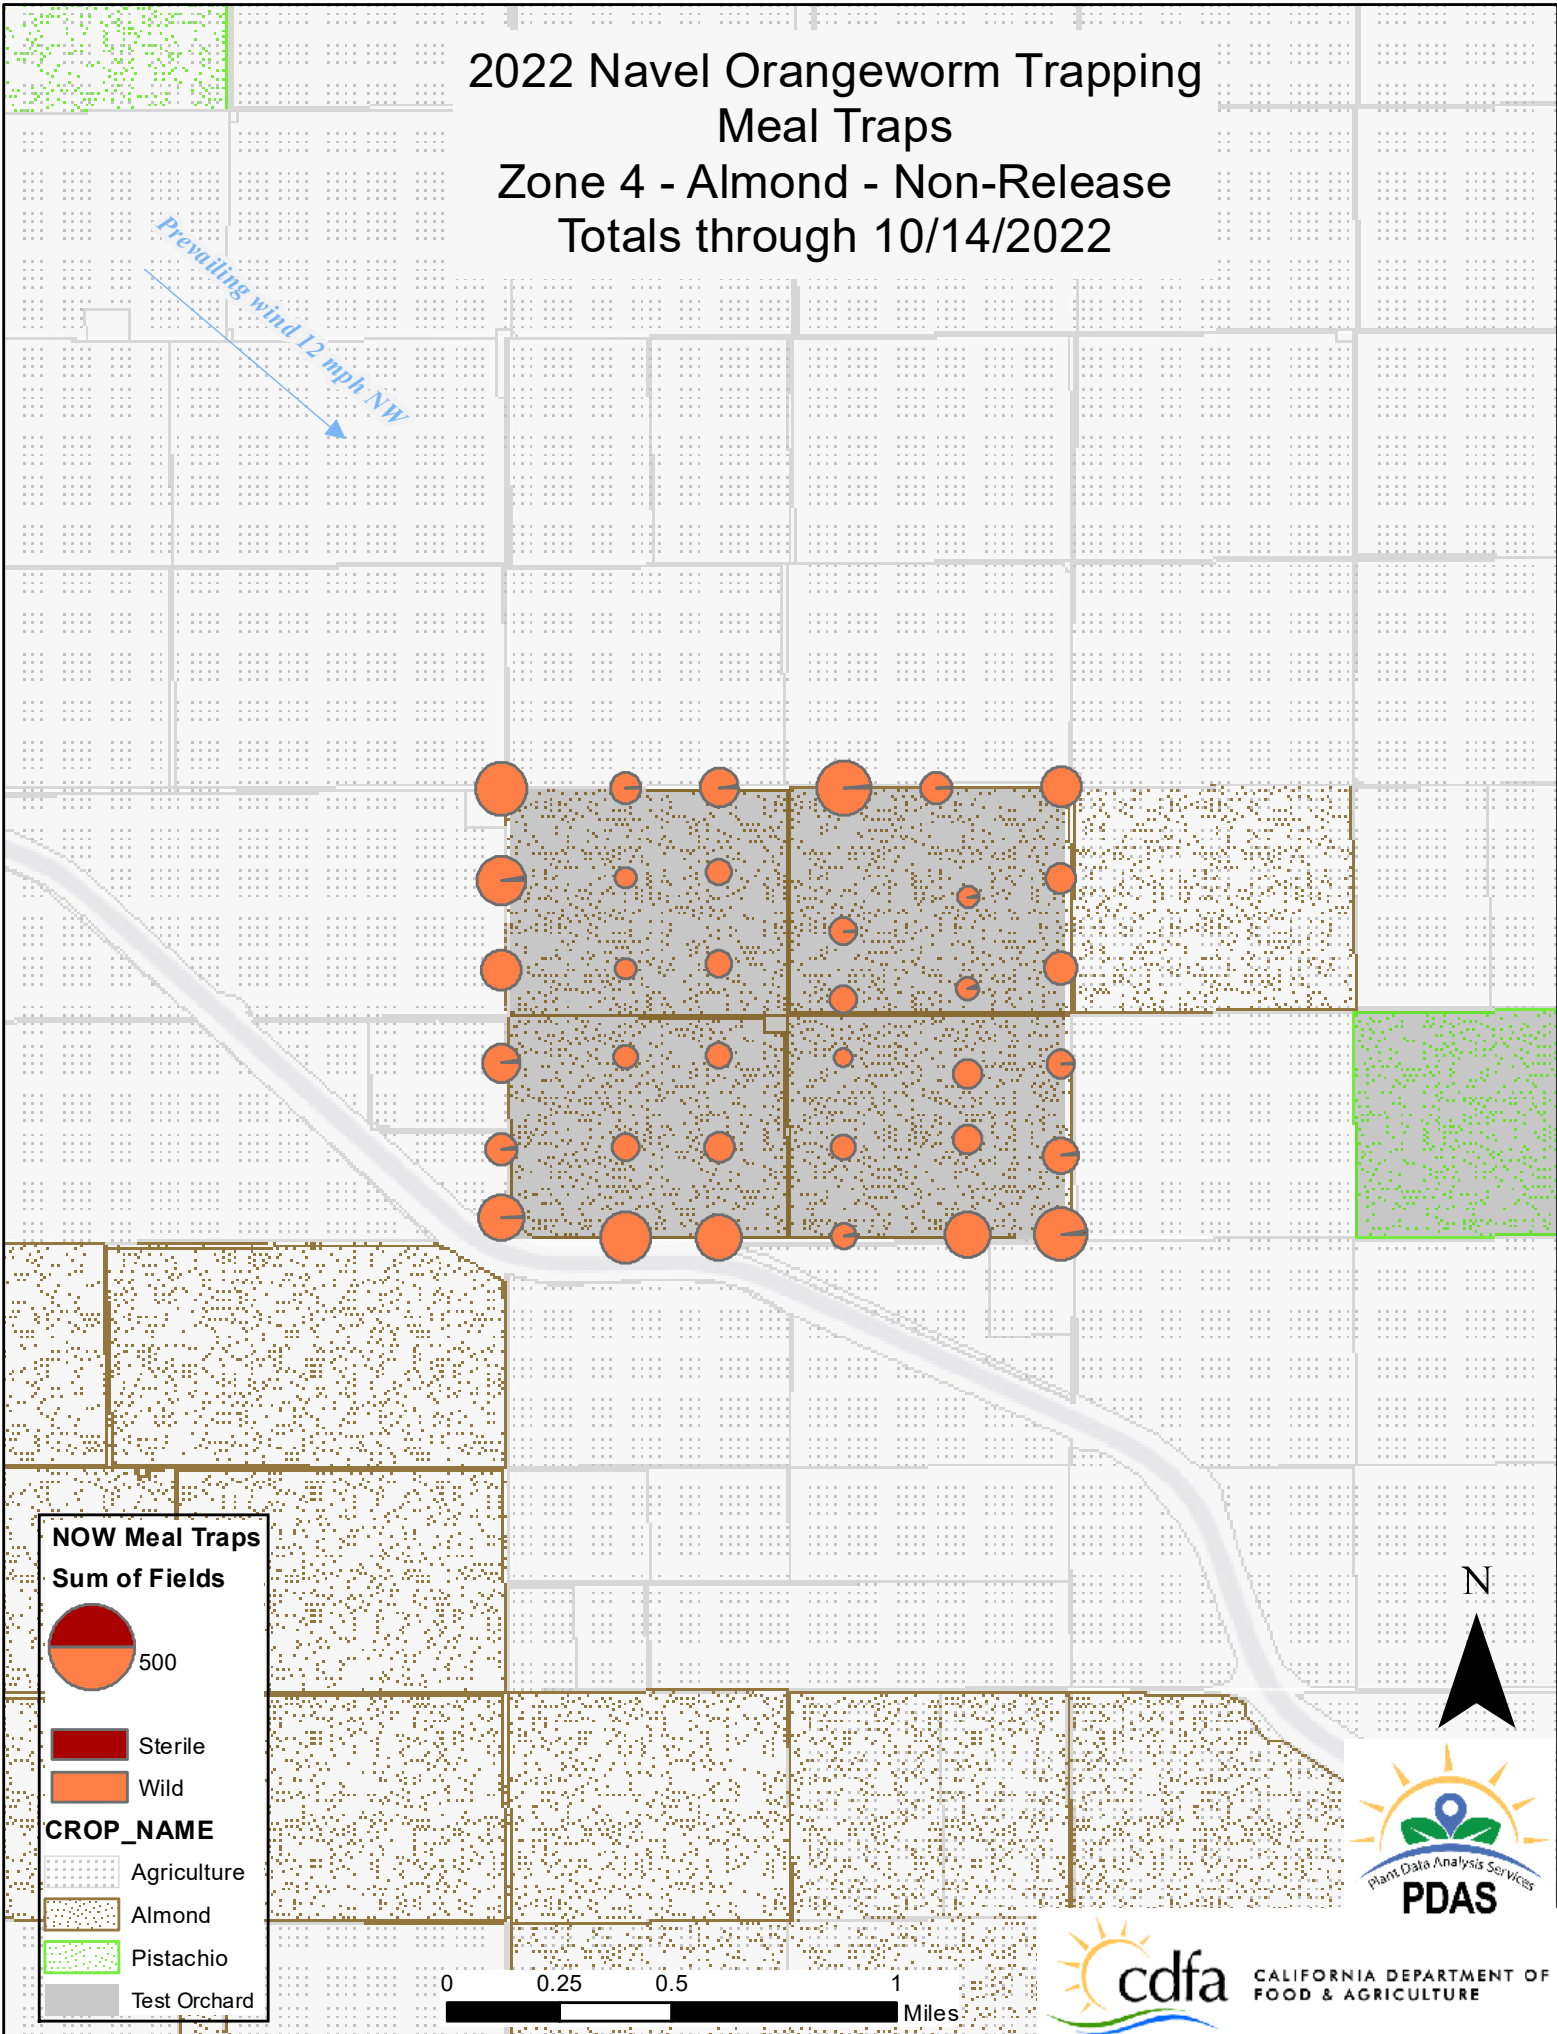 2022 Navel Orangeworm Trapping
Meal Traps
Zone 4 - Almond - Non-Release
Totals through 10/14/2022
Prevailing wind 12 mph NW
NOW Meal Traps
Sum of Fields
500
Sterile
Wild
CROP_NAME
Agriculture
Almond
Pistachio
Test Orchard
0 0.25 0.5 1
Miles
N
Plant Data Analysis Services
PDAS
cdfa
CALIFORNIA DEPARTMENT OF
FOOD & AGRICULTURE